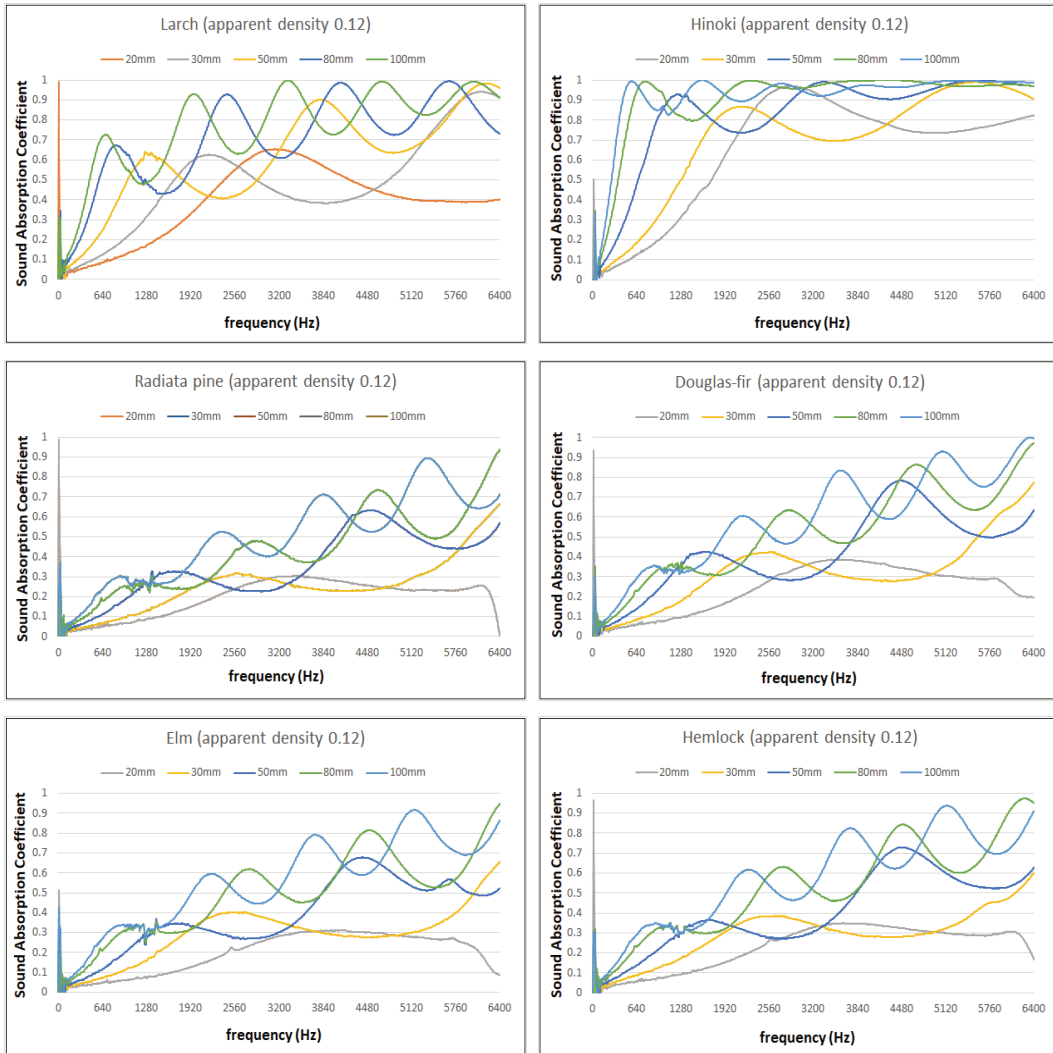 Larch (apparent density 0.12)
20mm 30mm 50mm 80mm 100mm
Sound Absorption Coefficient
1
0.9
0.8
0.7
0.6
0.5
0.4
0.3
0.2
0.1
0
0 640 1280 1920 2560 3200 3840 4480 5120 5760 6400
frequency (Hz)
Hinoki (apparent density 0.12)
20mm 30mm 50mm 80mm 100mm
Sound Absorption Coefficient
1
0.9
0.8
0.7
0.6
0.5
0.4
0.3
0.2
0.1
0
0 640 1280 1920 2560 3200 3840 4480 5120 5760 6400
frequency (Hz)
Radiata pine (apparent density 0.12)
20mm 30mm 50mm 80mm 100mm
Sound Absorption Coefficient
1
0.9
0.8
0.7
0.6
0.5
0.4
0.3
0.2
0.1
0
0 640 1280 1920 2560 3200 3840 4480 5120 5760 6400
frequency (Hz)
Douglas-fir (apparent density 0.12)
20mm 30mm 50mm 80mm 100mm
Sound Absorption Coefficient
1
0.9
0.8
0.7
0.6
0.5
0.4
0.3
0.2
0.1
0
0 640 1280 1920 2560 3200 3840 4480 5120 5760 6400
frequency (Hz)
Elm (apparent density 0.12)
20mm 30mm 50mm 80mm 100mm
Sound Absorption Coefficient
1
0.9
0.8
0.7
0.6
0.5
0.4
0.3
0.2
0.1
0
0 640 1280 1920 2560 3200 3840 4480 5120 5760 6400
frequency (Hz)
Hemlock (apparent density 0.12)
20mm 30mm 50mm 80mm 100mm
Sound Absorption Coefficient
1
0.9
0.8
0.7
0.6
0.5
0.4
0.3
0.2
0.1
0
0 640 1280 1920 2560 3200 3840 4480 5120 5760 6400
frequency (Hz)